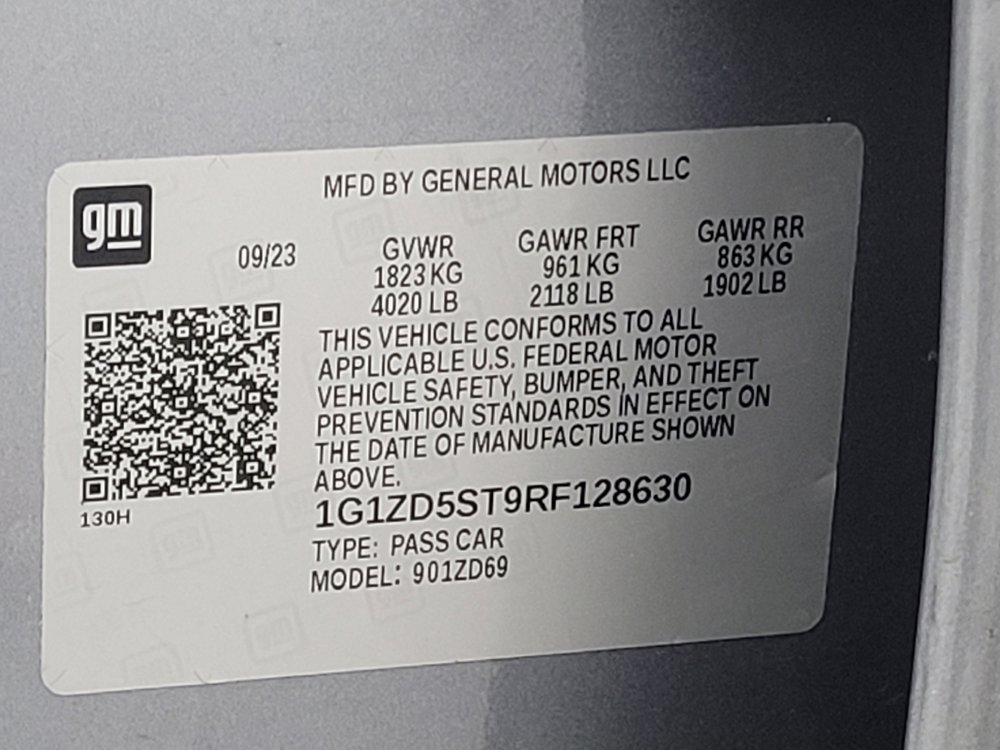 gm
MFD BY GENERAL MOTORS LLC
09/23
GVWR
1823 KG
4020 LB
GAWR FRT
961 KG
2118 LB
GAWR RR
863 KG
1902 LB
THIS VEHICLE CONFORMS TO ALL
APPLICABLE U.S. FEDERAL MOTOR
VEHICLE SAFETY, BUMPER, AND THEFT
PREVENTION STANDARDS IN EFFECT ON
THE DATE OF MANUFACTURE SHOWN
ABOVE.
1G1ZD5ST9RF128630
130H
TYPE: PASS CAR
MODEL: 901ZD69